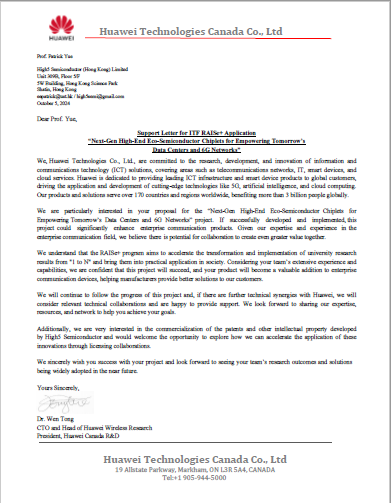 HUAWEI
Huawei Technologies Canada Co., Ltd
Prof. Patrick Yue
High5 Semiconductor (Hong Kong) Limited
Unit 309B, Floor 5/F
5W Building, Hong Kong Science Park
Shatin, Hong Kong
October 5, 2024
Dear Prof. Yue,
Support Letter for ITF RAISe+ Application
"Next-Gen High-End Eco-Semiconductor Chiplets for Empowering Tomorrow's
Data Centers and 6G Networks"
We, Huawei Technologies Co., Ltd., are committed to the research, development, and innovation of information and
communications technology (ICT) solutions, covering areas such as telecommunications networks, IT, smart devices, and
cloud services. Huawei is dedicated to providing leading ICT infrastructure and smart device products to global customers,
driving the application and development of cutting-edge technologies like 5G, artificial intelligence, and cloud computing.
Our products and solutions serve over 170 countries and regions worldwide, benefiting more than 3 billion people globally.
We are particularly interested in your proposal for the "Next-Gen High-End Eco-Semiconductor Chiplets for
Empowering Tomorrow's Data Centers and 6G Networks" project. If successfully developed and implemented, this
project could significantly enhance enterprise communication products. Given our expertise and experience in the
enterprise communication field, we believe there is potential for collaboration to create even greater value together.
We understand that the RAISe+ program aims to accelerate the transformation and implementation of university research
results from "1 to N" and bring them into practical application in society. Considering your team's extensive experience and
capabilities, we are confident that this project will succeed, and your product will become a valuable addition to enterprise
communication devices, helping manufacturers provide better solutions to our customers.
We will continue to follow the progress of this project and, if there are further technical synergies with Huawei, we will
consider relevant technical collaborations and are happy to provide support. We look forward to sharing our expertise,
resources, and network to help you achieve your goals.
Additionally, we are very interested in the commercialization of the patents and other intellectual property developed
by High5 Semiconductor and would welcome the opportunity to explore how we can accelerate the application of these
innovations through licensing collaborations.
We sincerely wish you success with your project and look forward to seeing your team's research outcomes and solutions
being widely adopted in the near future.
Yours Sincerely,
Dr. Wen Tong
CTO and Head of Huawei Wireless Research
President, Huawei Canada R&D
Huawei Technologies Canada Co., Ltd
19 Allstate Parkway, Markham, ON L3R 5A4, CANADA
Tel:+1 905-944-5000